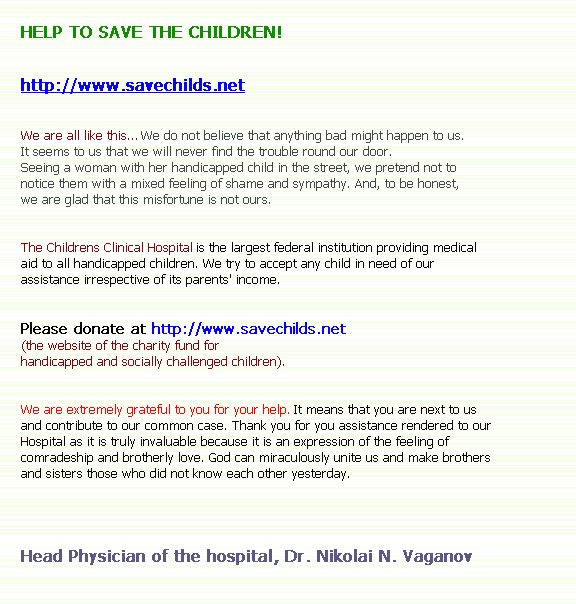 HELP TO SAVE THE CHILDREN!
http://www.savechilds.net
We are all like this... We do not believe that anything bad might happen to us.
It seems to us that we will never find the trouble round our door.
Seeing a woman with her handicapped child in the street, we pretend not to
notice them with a mixed feeling of shame and sympathy. And, to be honest,
we are glad that this misfortune is not ours.
The Childrens Clinical Hospital is the largest federal institution providing medical
aid to all handicapped children. We try to accept any child in need of our
assistance irrespective of its parents' income.
Please donate at http://www.savechilds.net
(the website of the charity fund for
handicapped and socially challenged children).
We are extremely grateful to you for your help. It means that you are next to us
and contribute to our common case. Thank you for you assistance rendered to our
Hospital as it is truly invaluable because it is an expression of the feeling of
comradeship and brotherly love. God can miraculously unite us and make brothers
and sisters those who did not know each other yesterday.
Head Physician of the hospital, Dr. Nikolai N. Vaganov